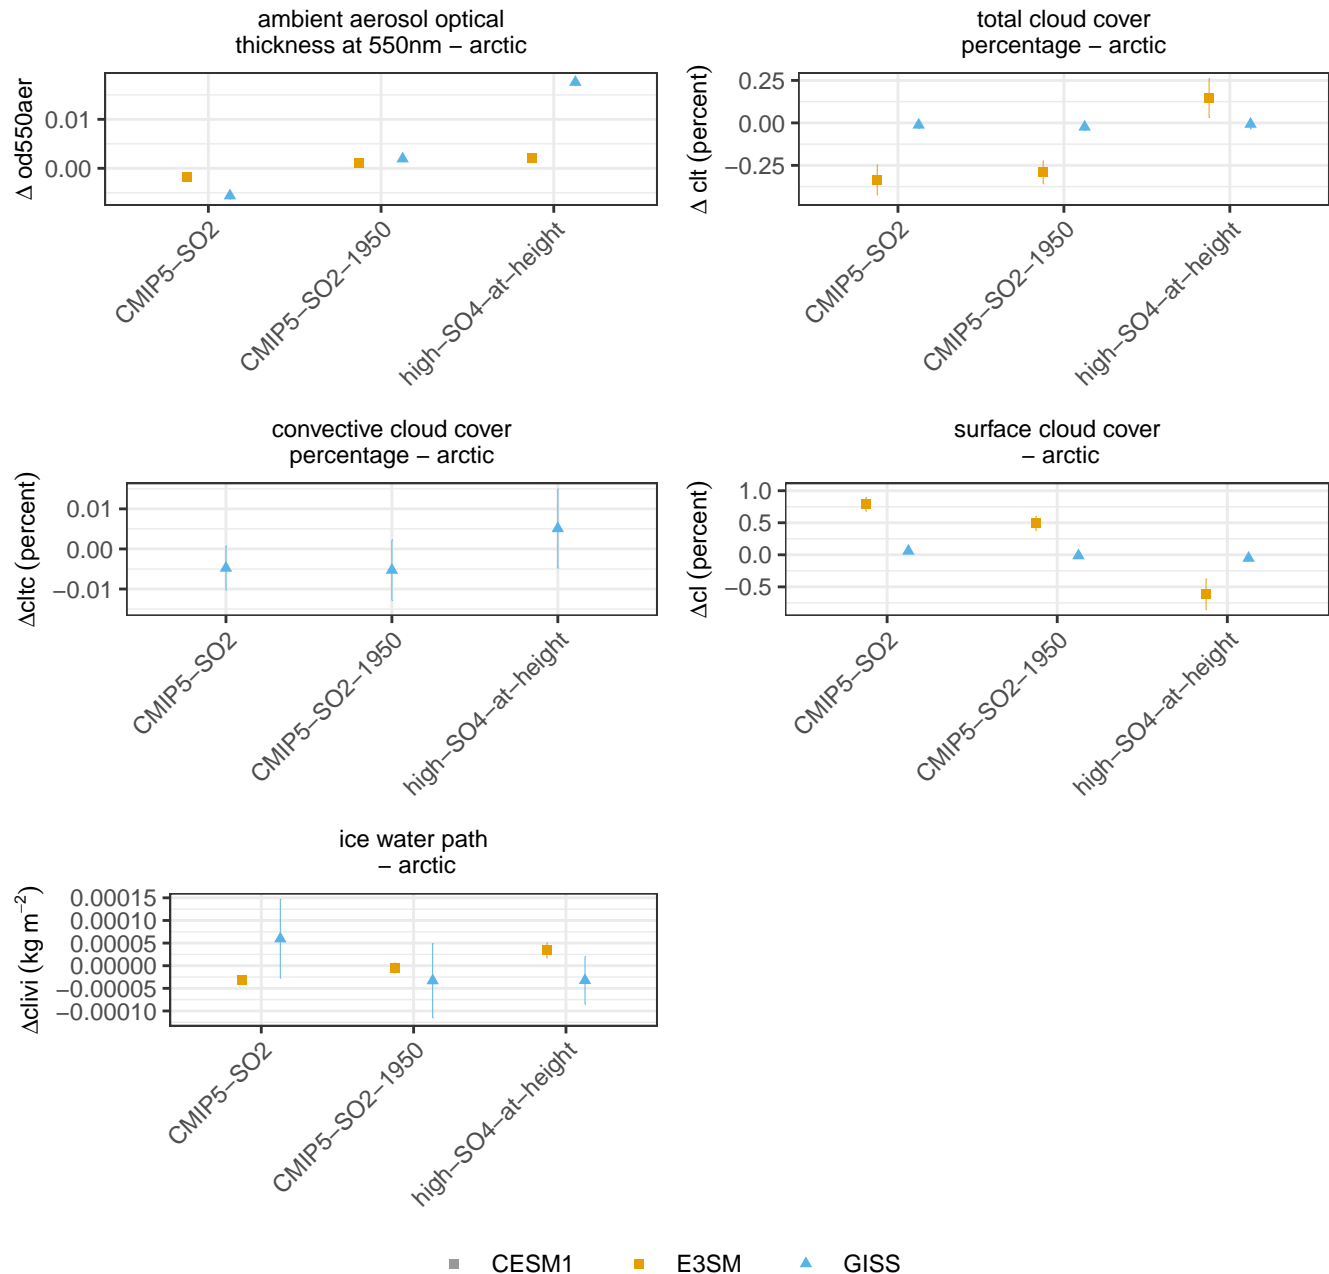 ambient aerosol optical
thickness at 550nm − arctic
Δ od550aer
0.01
0.00
CMIP5−SO2
CMIP5−SO2−1950
high−SO4−at−height
total cloud cover
percentage − arctic
Δ clt (percent)
0.25
0.00
−0.25
CMIP5−SO2
CMIP5−SO2−1950
high−SO4−at−height
convective cloud cover
percentage − arctic
Δcltc (percent)
0.01
0.00
−0.01
CMIP5−SO2
CMIP5−SO2−1950
high−SO4−at−height
surface cloud cover
− arctic
Δcl (percent)
1.0
0.5
0.0
−0.5
CMIP5−SO2
CMIP5−SO2−1950
high−SO4−at−height
ice water path
− arctic
Δclivi (kg m⁻²)
0.00015
0.00010
0.00005
0.00000
−0.00005
−0.00010
CMIP5−SO2
CMIP5−SO2−1950
high−SO4−at−height
CESM1 E3SM GISS